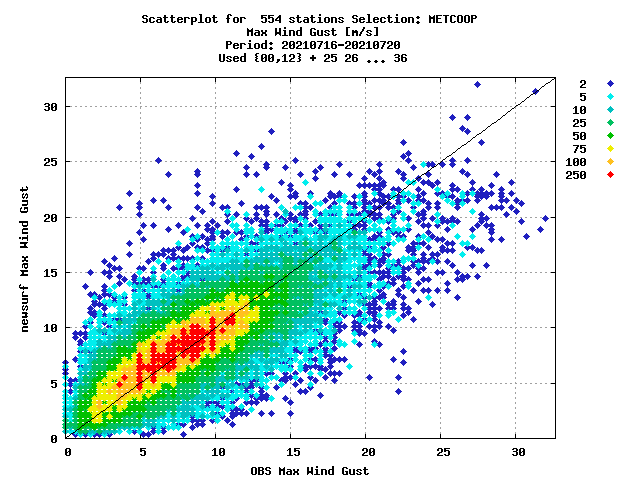 Scatterplot for 554 stations Selection: METCOOP
Max Wind Gust [m/s]
Period: 20210716-20210720
Used {00,12} + 25 26 ... 36
2
5
10
25
50
75
100
250
newsurf Max Wind Gust
30
25
20
15
10
5
0
0 5 10 15 20 25 30
OBS Max Wind Gust